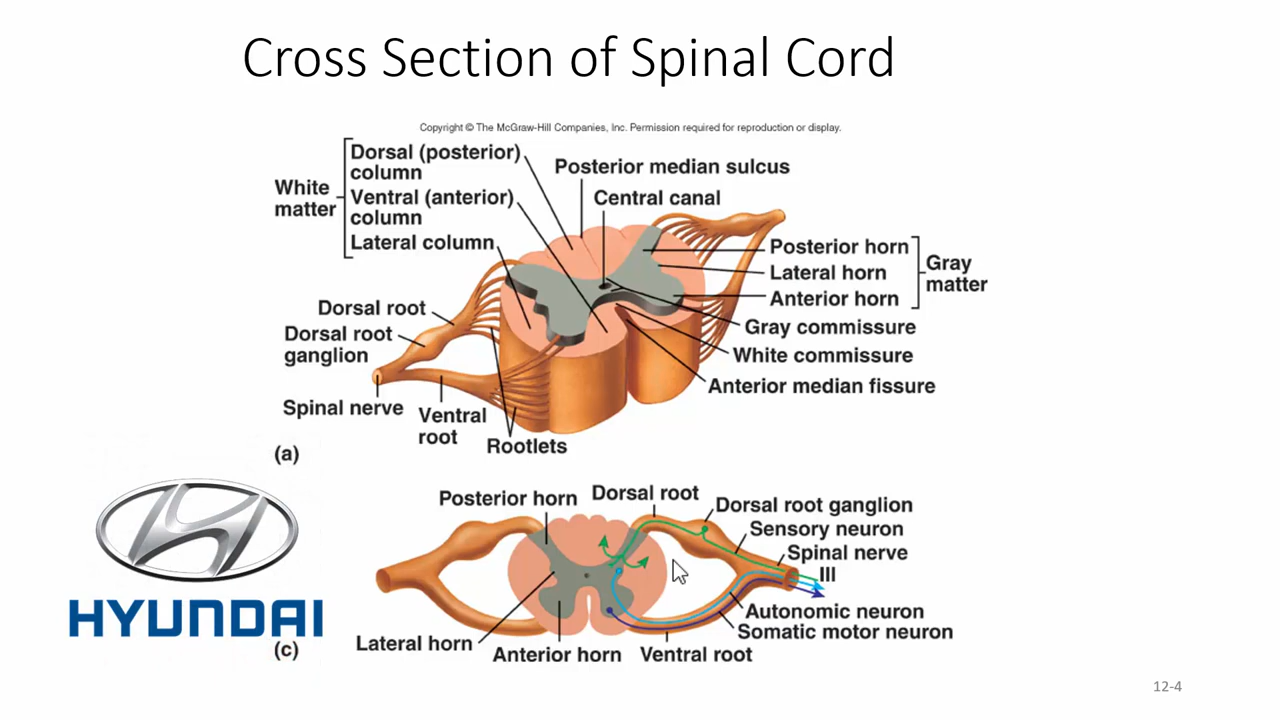 Cross Section of Spinal Cord
Copyright © The McGraw-Hill Companies, Inc. Permission required for reproduction or display.
White
matter
Dorsal (posterior)
column
Ventral (anterior)
column
Lateral column
Posterior median sulcus
Central canal
Posterior horn
Lateral horn
Anterior horn
Gray
matter
Gray commissure
White commissure
Anterior median fissure
Dorsal root
Dorsal root
ganglion
Spinal nerve
Ventral
root
Rootlets
(a)
HYUNDAI
(c)
Posterior horn
Dorsal root
Dorsal root ganglion
Sensory neuron
Spinal nerve
III
Autonomic neuron
Somatic motor neuron
Lateral horn
Anterior horn
Ventral root
12-4